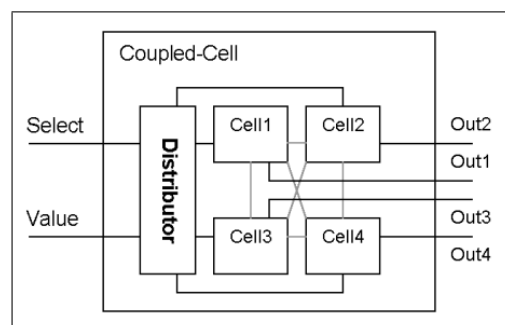 Coupled-Cell
Select
Value
Distributor
Cell1
Cell2
Cell3
Cell4
Out2
Out1
Out3
Out4